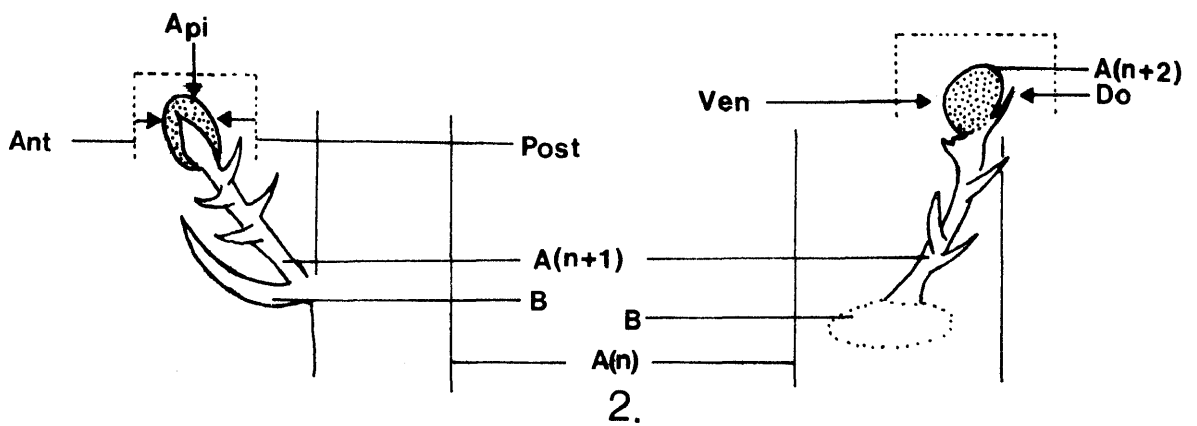 Api
A(n+2)
Ven
Do
Ant
Post
A(n+1)
B
B
A(n)
2.